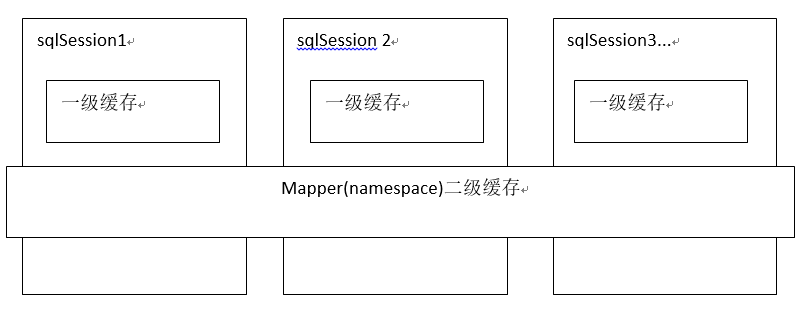 sqlSession1
sqlSession 2
sqlSession3...
一级缓存
一级缓存
一级缓存
Mapper(namespace)二级缓存